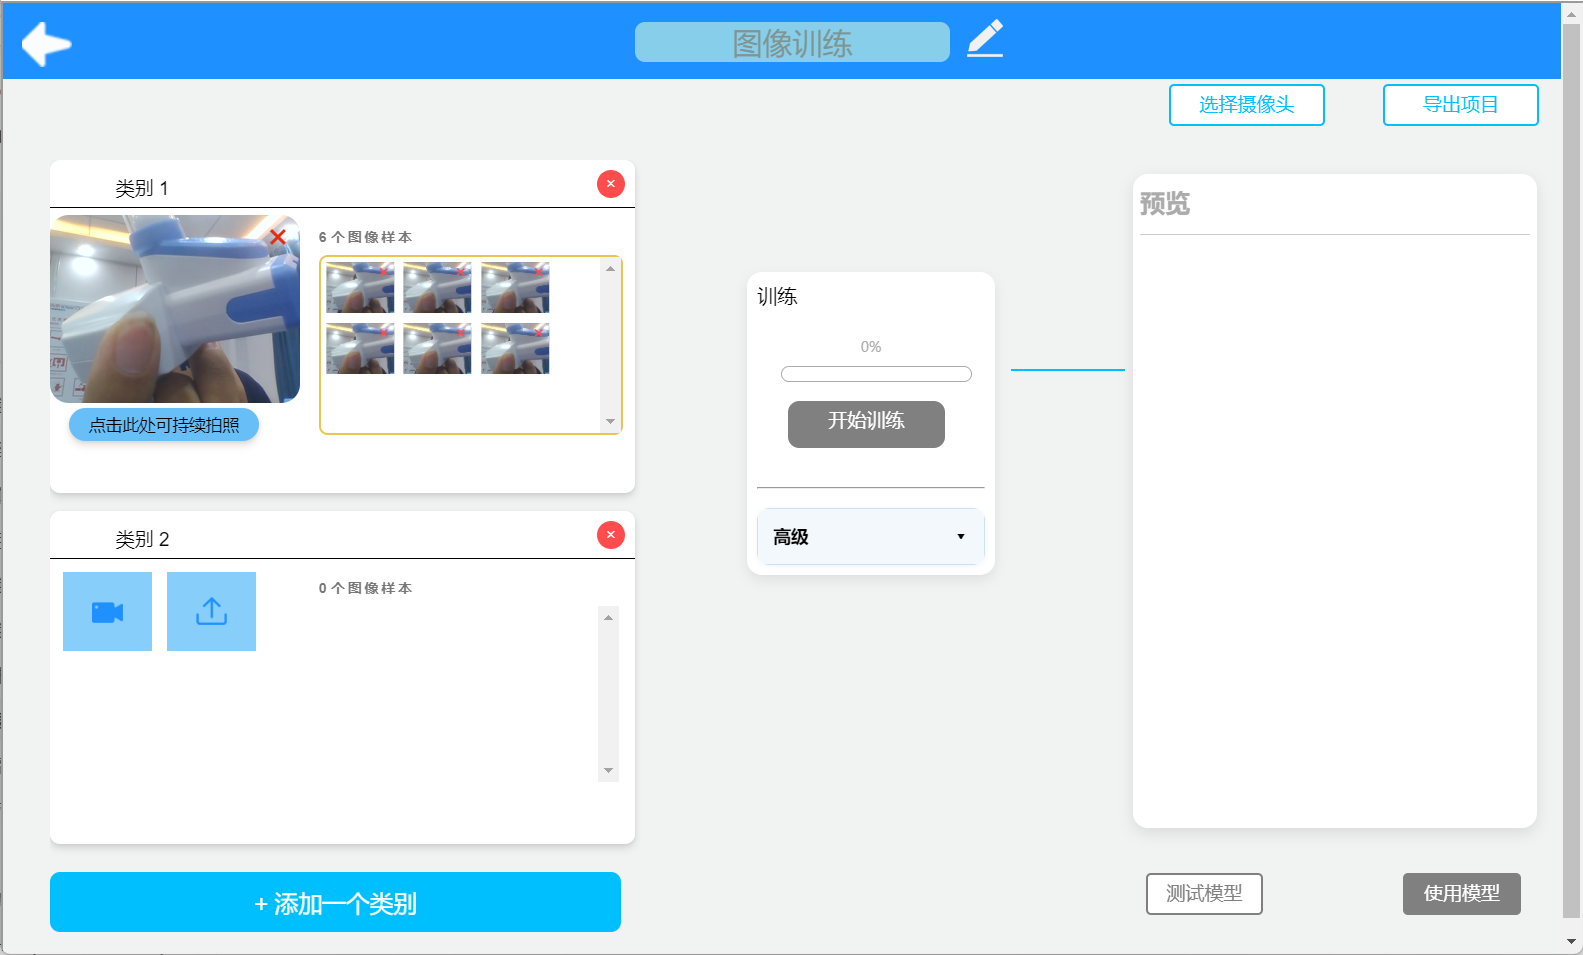 图像训练
选择摄像头
导出项目
类别 1
6 个图像样本
点击此处可持续拍照
类别 2
0 个图像样本
+ 添加一个类别
训练
0%
开始训练
高级
预览
测试模型
使用模型